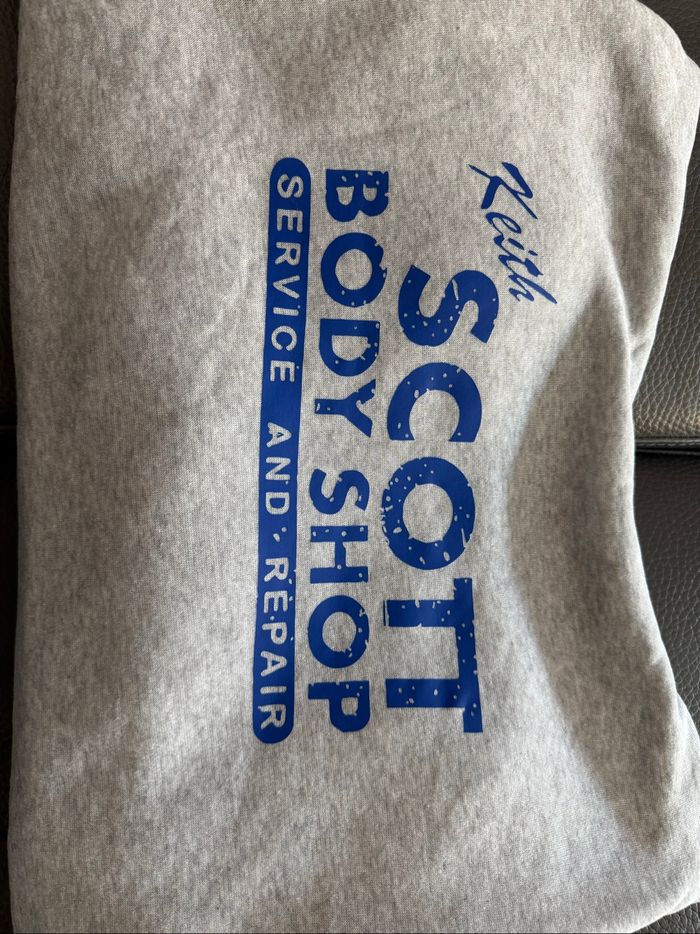 Keith
SCOTT
BODY SHOP
SERVICE AND REPAIR